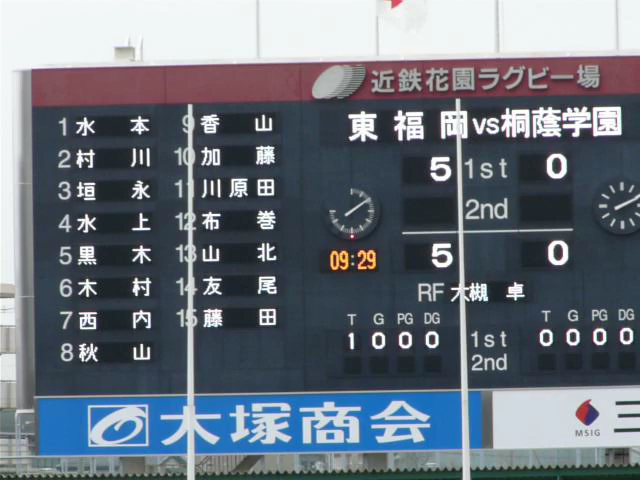 近鉄花園ラグビー場
東福岡 vs 桐蔭学園
1 水本
2 村川
3 垣永
4 水上
5 黒木
6 木村
7 西内
8 秋山
9 香山
10 加藤
11 川原田
12 布巻
13 山北
14 友尾
15 藤田
5 1st 0
2nd
5 0
09:29
RF 大槻 卓
T G PG DG T G PG DG
1 0 0 0 1st 0 0 0 0
2nd
大塚商会
MSIG 三